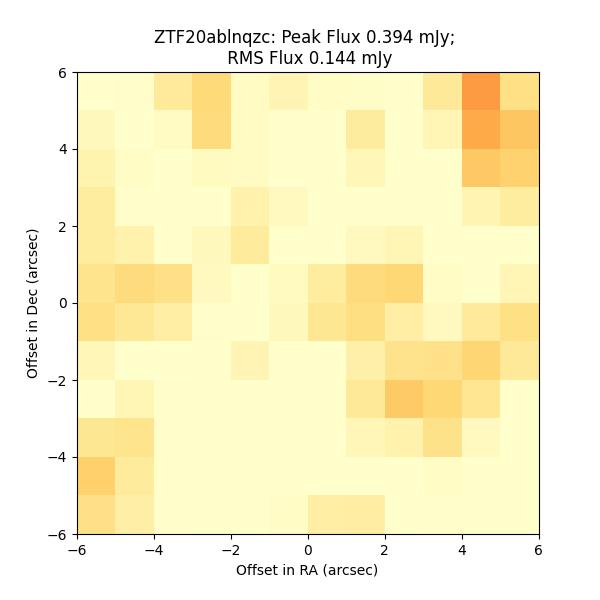 ZTF20ablnqzc: Peak Flux 0.394 mJy;
RMS Flux 0.144 mJy
6
4
2
0
−2
−4
−6
Offset in Dec (arcsec)
−6 −4 −2 0 2 4 6
Offset in RA (arcsec)